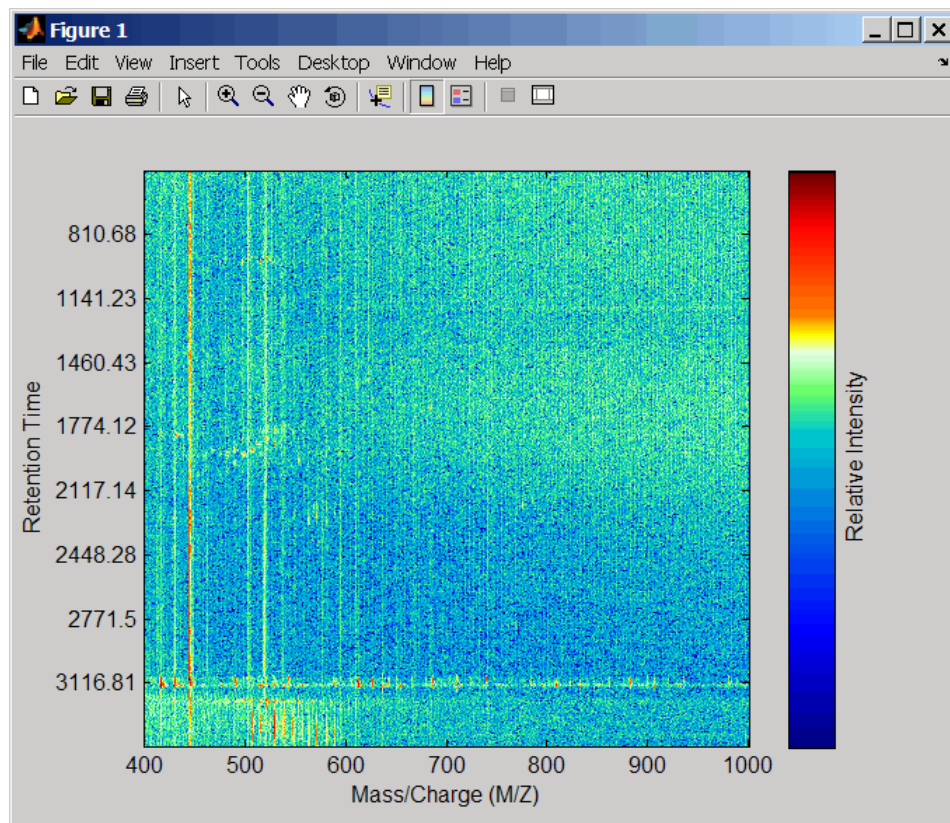 Figure 1
File Edit View Insert Tools Desktop Window Help
810.68
1141.23
1460.43
1774.12
2117.14
2448.28
2771.5
3116.81
Retention Time
400 500 600 700 800 900 1000
Mass/Charge (M/Z)
Relative Intensity